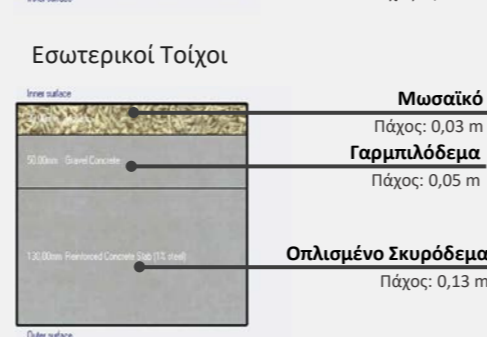 Εσωτερικοί Τοίχοι
Inner surface
Μωσαϊκό
Πάχος: 0,03 m
50,00mm Gravel Concrete
Γαρμπιλόδεμα
Πάχος: 0,05 m
130,00mm Reinforced Concrete Slab (1% steel)
Οπλισμένο Σκυρόδεμα
Πάχος: 0,13 m
Outer surface